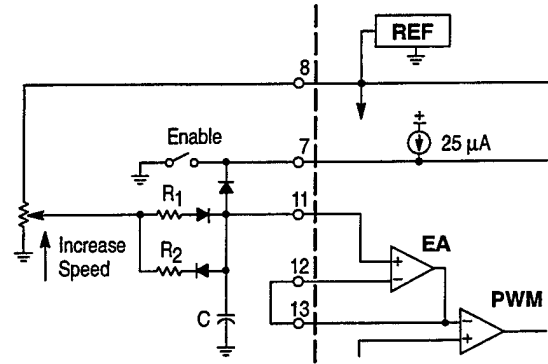 REF
8
Enable
7
25 μA
R1
11
Increase
Speed
EA
R2
12
PWM
C
13
+
+
−
−
+